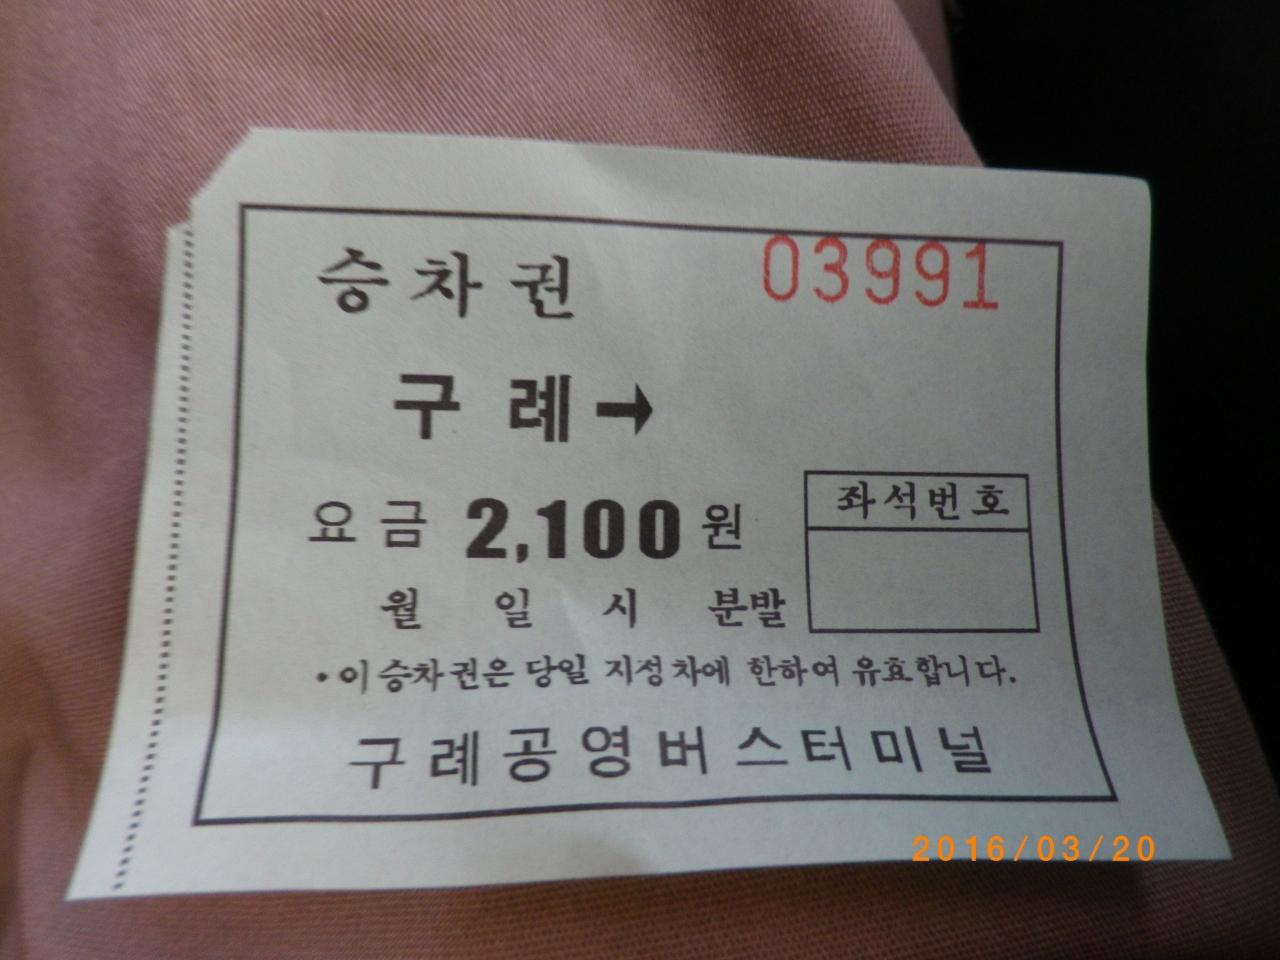 승차권 03991
구례→
요금 2,100원
좌석번호
월 일 시 분발
• 이 승차권은 당일 지정차에 한하여 유효합니다.
구례공영버스터미널
2016/03/20